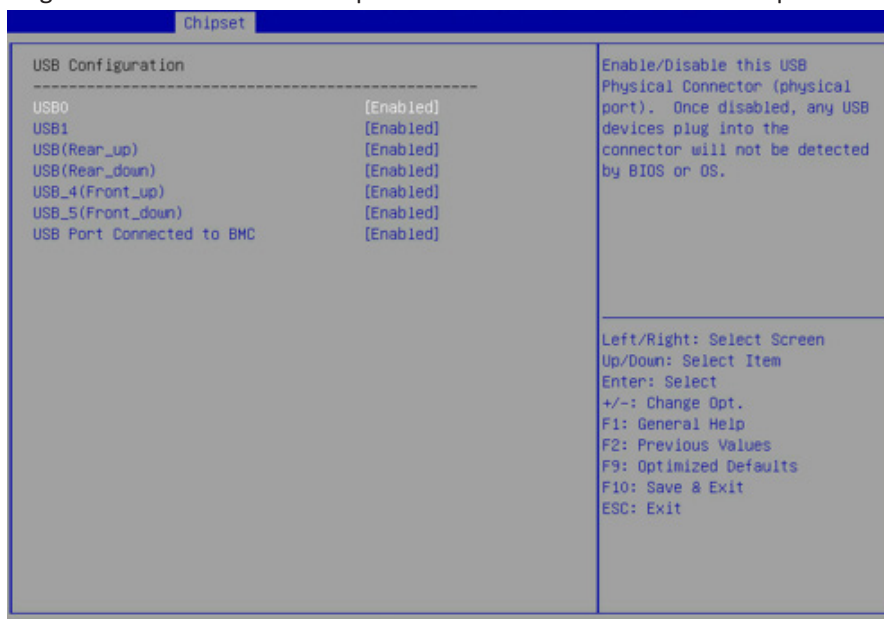 Chipset
USB Configuration
USB0 [Enabled]
USB1 [Enabled]
USB(Rear_up) [Enabled]
USB(Rear_down) [Enabled]
USB_4(Front_up) [Enabled]
USB_5(Front_down) [Enabled]
USB Port Connected to BMC [Enabled]
Enable/Disable this USB
Physical Connector (physical
port). Once disabled, any USB
devices plug into the
connector will not be detected
by BIOS or OS.
Left/Right: Select Screen
Up/Down: Select Item
Enter: Select
+/-: Change Opt.
F1: General Help
F2: Previous Values
F9: Optimized Defaults
F10: Save & Exit
ESC: Exit